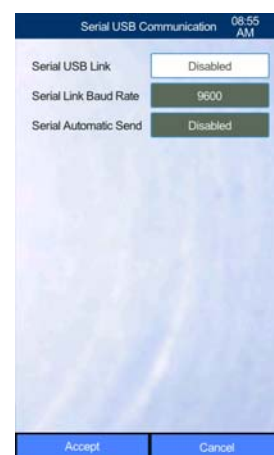 Serial USB Communication 08:55 AM
Serial USB Link Disabled
Serial Link Baud Rate 9600
Serial Automatic Send Disabled
Accept Cancel